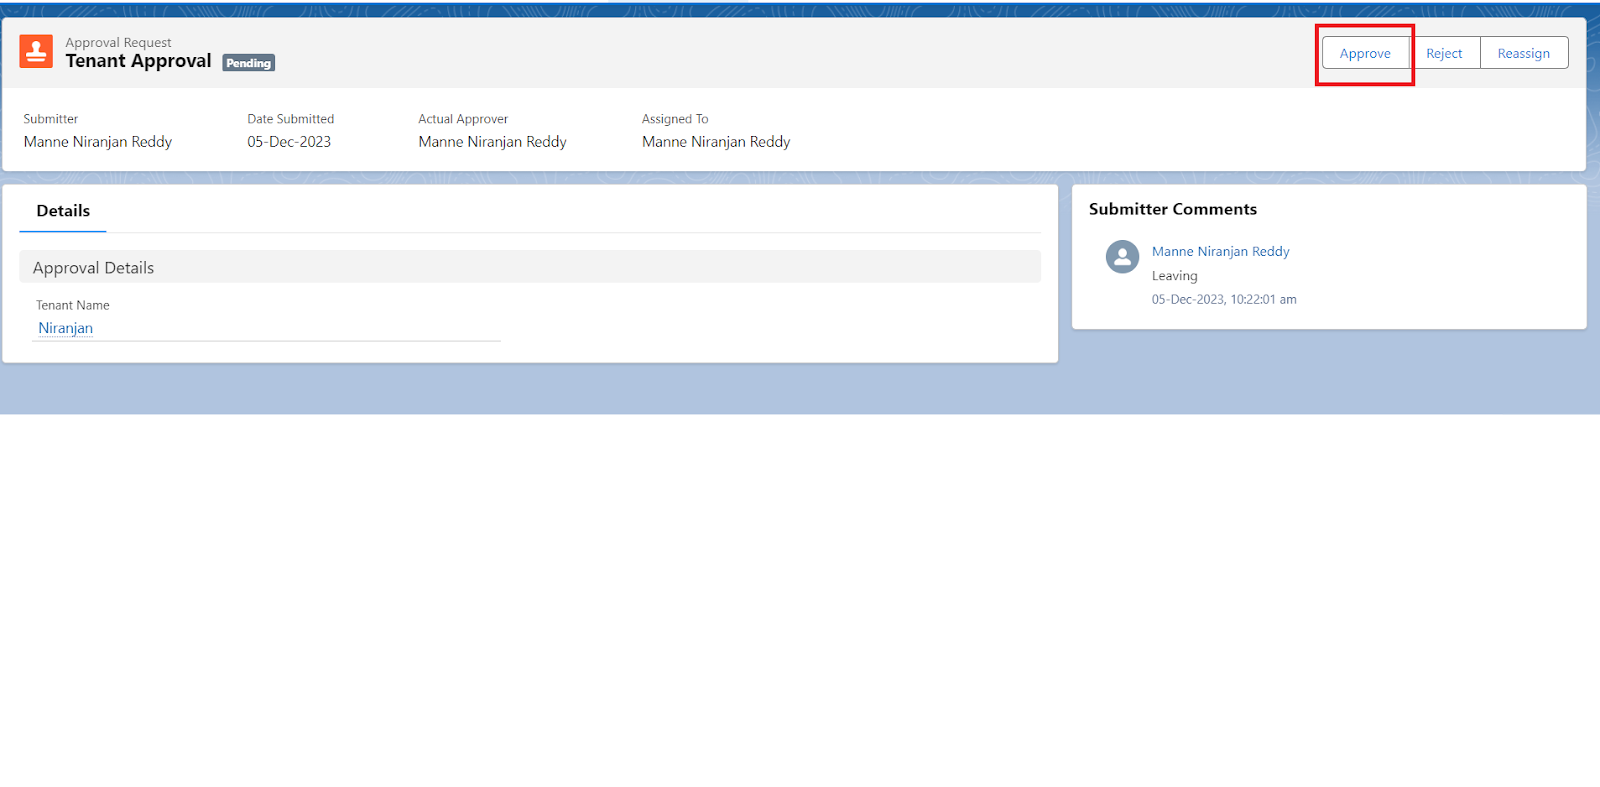 Approval Request
Tenant Approval Pending
Approve Reject Reassign
Submitter Date Submitted Actual Approver Assigned To
Manne Niranjan Reddy 05-Dec-2023 Manne Niranjan Reddy Manne Niranjan Reddy
Details
Approval Details
Tenant Name
Niranjan
Submitter Comments
Manne Niranjan Reddy
Leaving
05-Dec-2023, 10:22:01 am